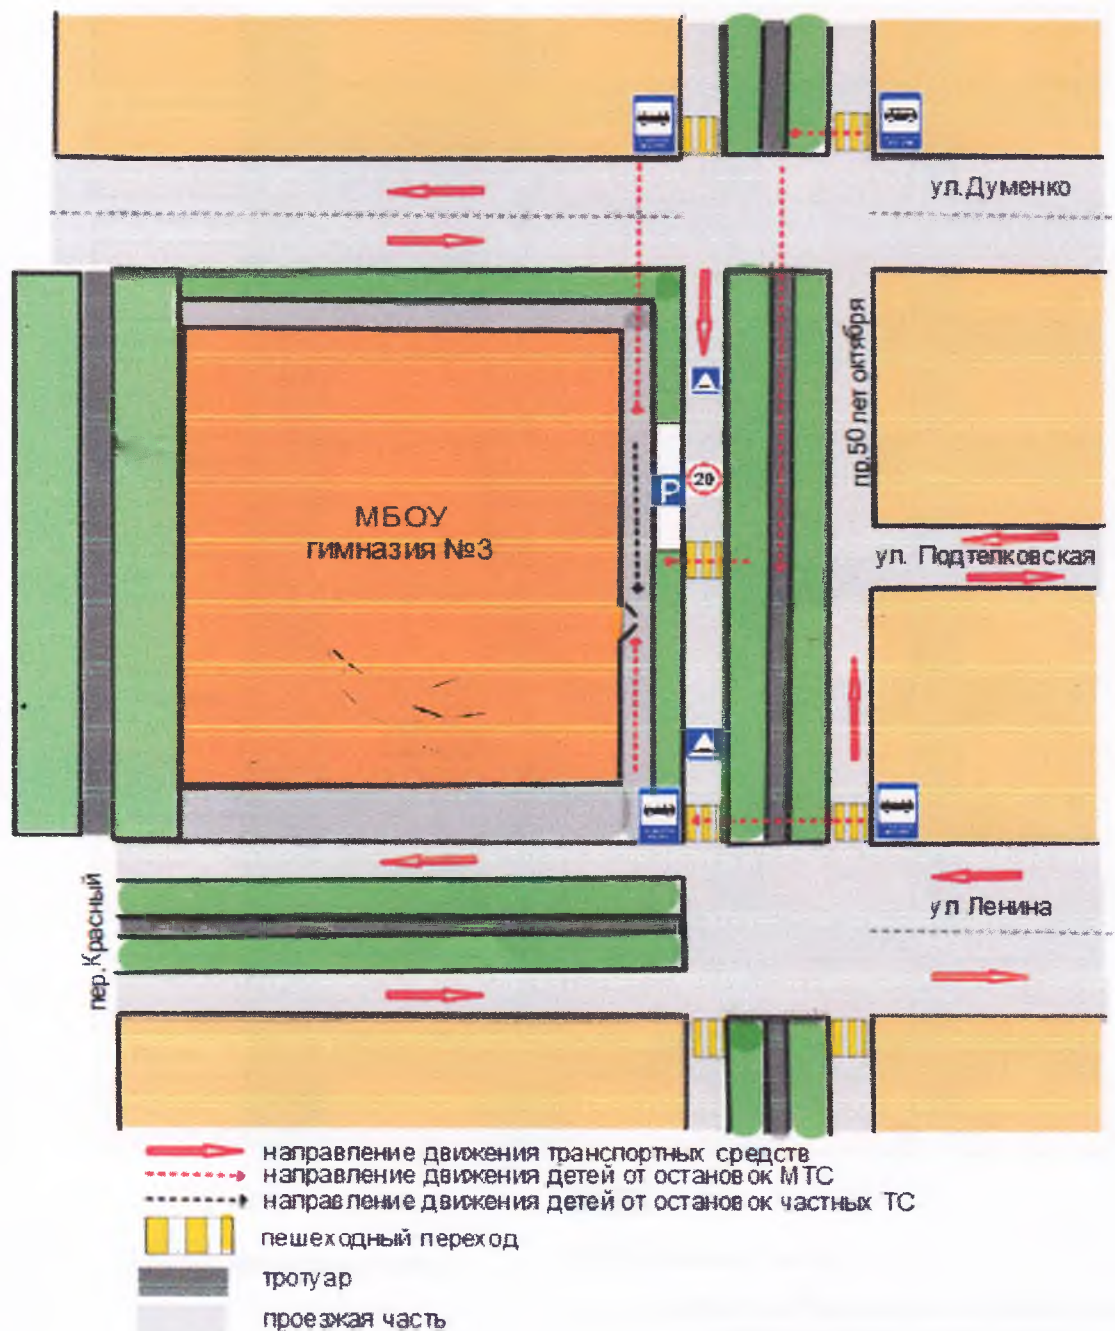 ул.Думенко
пр.50 лет октября
P
20
МБОУ
гимназия №3
ул. Подтелковская
пер.Красный
ул Ленина
направление движения транспортных средств
направление движения детей от остановок МТС
направление движения детей от остановок частных ТС
пешеходный переход
тротуар
проезжая часть